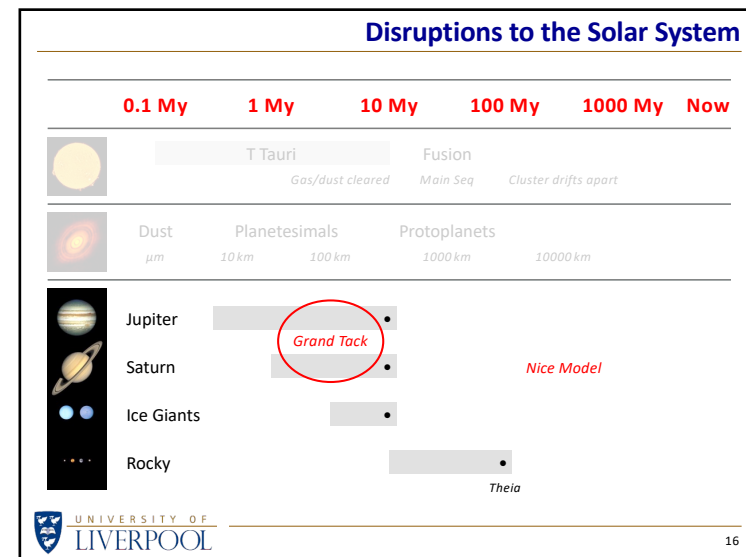 Disruptions to the Solar System
0.1 My 1 My 10 My 100 My 1000 My Now
T Tauri Fusion
Gas/dust cleared Main Seq Cluster drifts apart
Dust Planetesimals Protoplanets
μm 10 km 100 km 1000 km 10000 km
Jupiter
Grand Tack
Saturn Nice Model
Ice Giants
Rocky
Theia
UNIVERSITY OF
LIVERPOOL
16